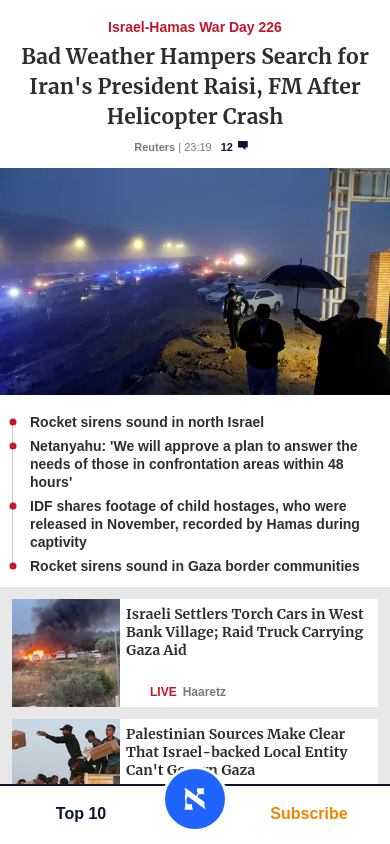 Israel-Hamas War Day 226
Bad Weather Hampers Search for
Iran's President Raisi, FM After
Helicopter Crash
Reuters | 23:19 12
Rocket sirens sound in north Israel
Netanyahu: 'We will approve a plan to answer the
needs of those in confrontation areas within 48
hours'
IDF shares footage of child hostages, who were
released in November, recorded by Hamas during
captivity
Rocket sirens sound in Gaza border communities
Israeli Settlers Torch Cars in West
Bank Village; Raid Truck Carrying
Gaza Aid
LIVE Haaretz
Palestinian Sources Make Clear
That Israel-backed Local Entity
Can't Govern Gaza
Top 10
Subscribe